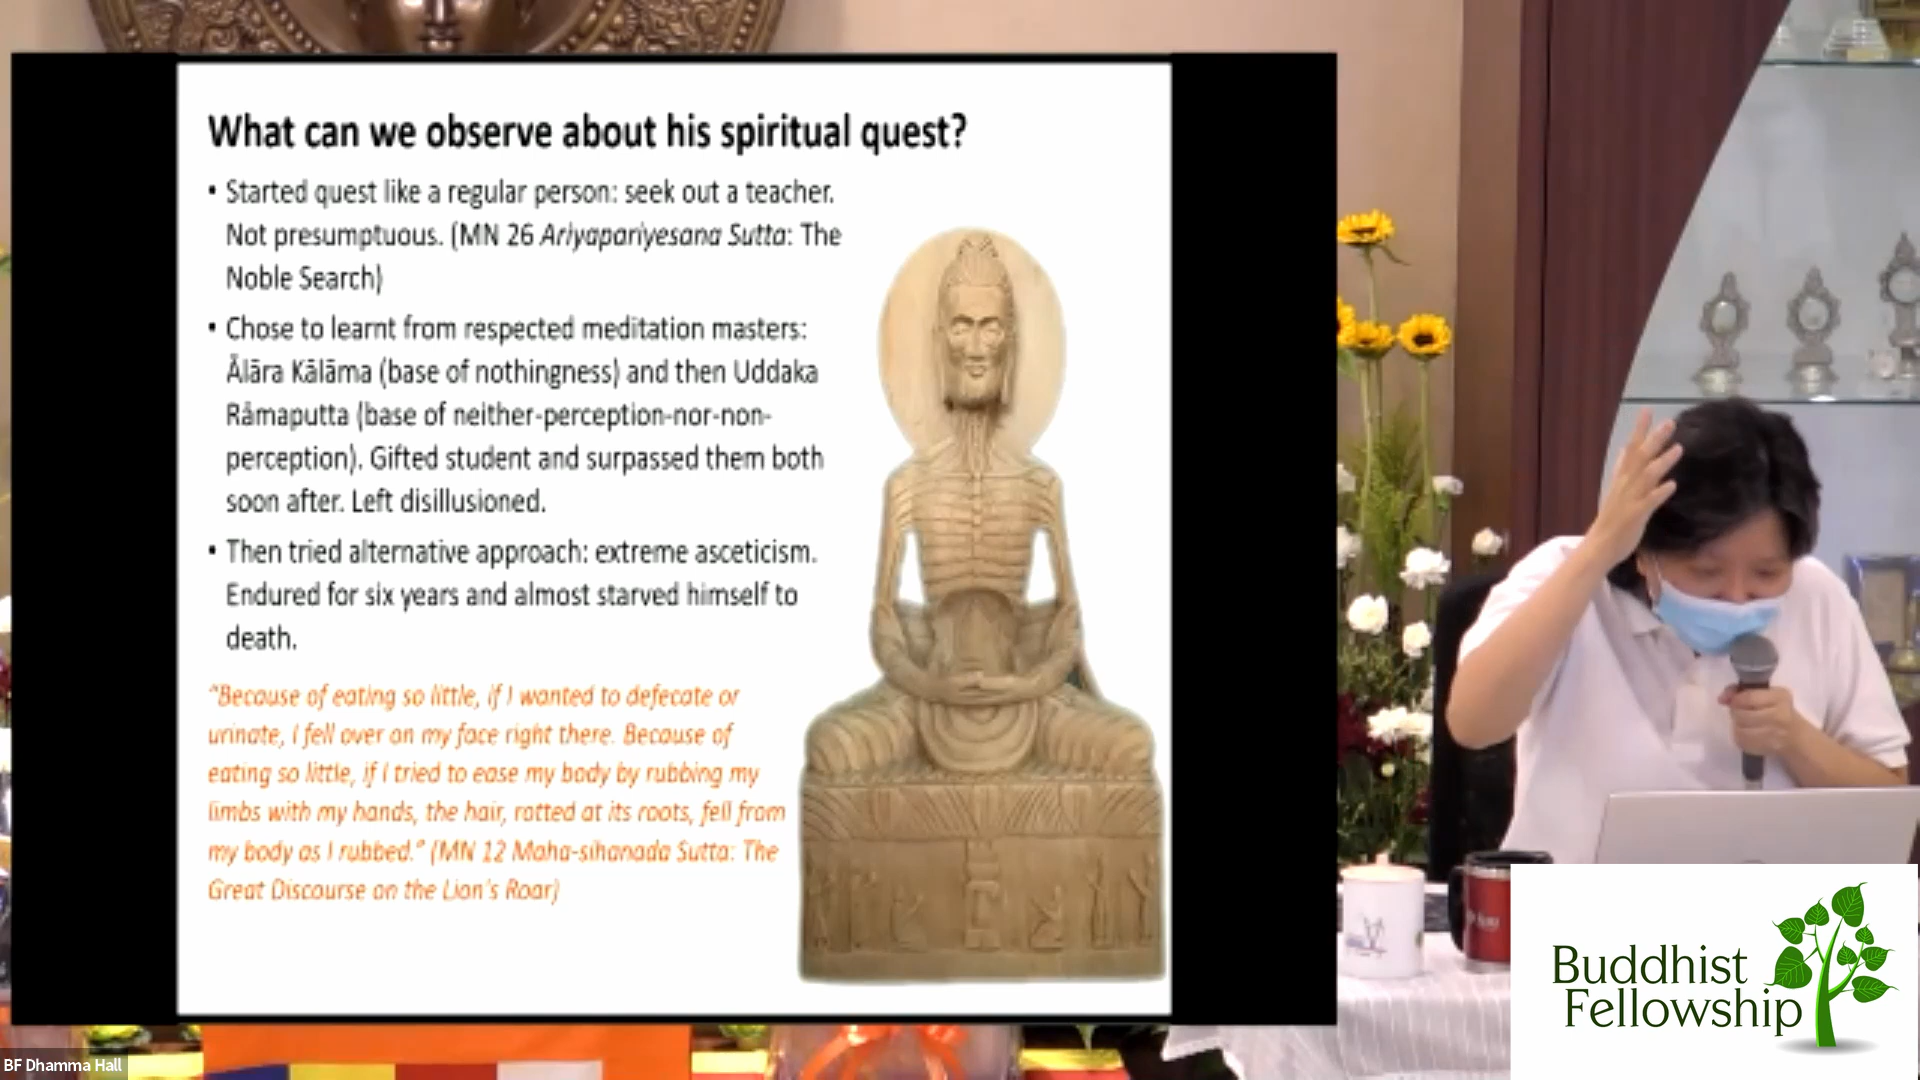 What can we observe about his spiritual quest?
• Started quest like a regular person: seek out a teacher.
Not presumptuous. (MN 26 Ariyapariyesana Sutta: The
Noble Search)
• Chose to learnt from respected meditation masters:
Ālāra Kālāma (base of nothingness) and then Uddaka
Rāmaputta (base of neither-perception-nor-non-
perception). Gifted student and surpassed them both
soon after. Left disillusioned.
• Then tried alternative approach: extreme asceticism.
Endured for six years and almost starved himself to
death.
"Because of eating so little, if I wanted to defecate or
urinate, I fell over on my face right there. Because of
eating so little, if I tried to ease my body by rubbing my
limbs with my hands, the hair, rotted at its roots, fell from
my body as I rubbed." (MN 12 Maha-sihanada Sutta: The
Great Discourse on the Lion's Roar)
Buddhist
Fellowship
BF Dhamma Hall